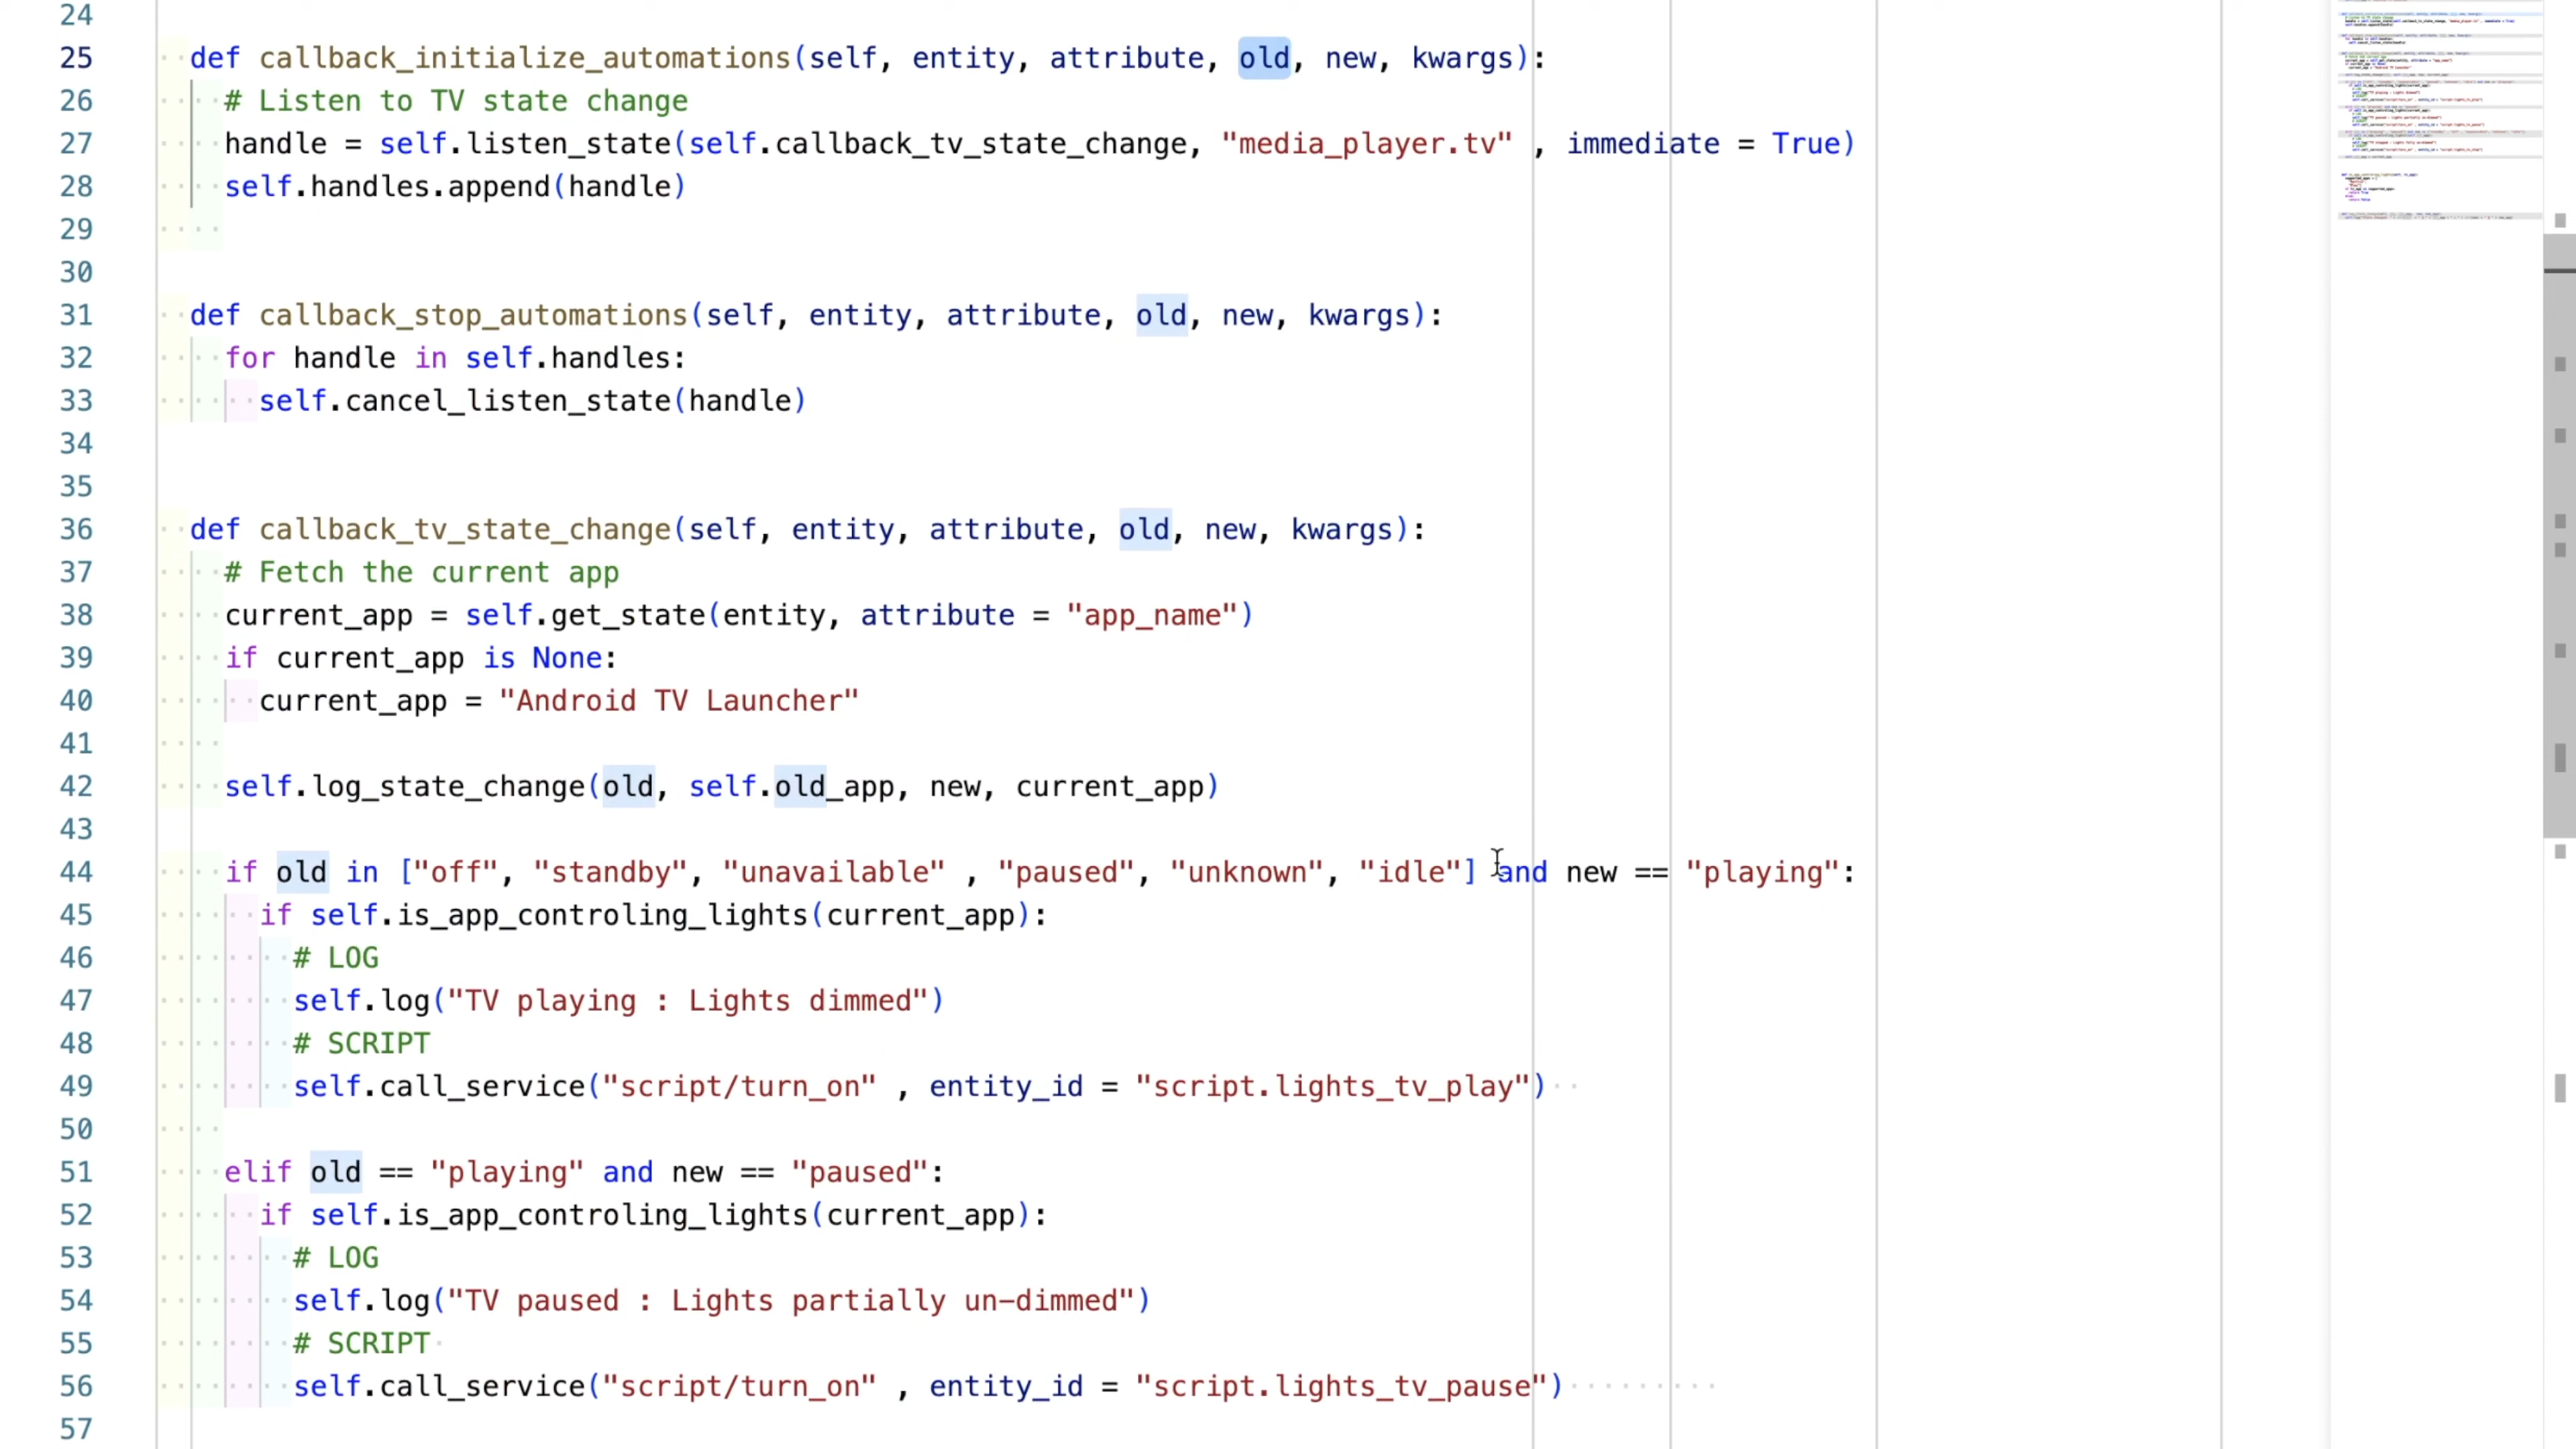 24
25 def callback_initialize_automations(self, entity, attribute, old, new, kwargs):
26 # Listen to TV state change
27 handle = self.listen_state(self.callback_tv_state_change, "media_player.tv" , immediate = True)
28 self.handles.append(handle)
29
30
31 def callback_stop_automations(self, entity, attribute, old, new, kwargs):
32 for handle in self.handles:
33 self.cancel_listen_state(handle)
34
35
36 def callback_tv_state_change(self, entity, attribute, old, new, kwargs):
37 # Fetch the current app
38 current_app = self.get_state(entity, attribute = "app_name")
39 if current_app is None:
40 current_app = "Android TV Launcher"
41
42 self.log_state_change(old, self.old_app, new, current_app)
43
44 if old in ["off", "standby", "unavailable" , "paused", "unknown", "idle"] and new == "playing":
45 if self.is_app_controling_lights(current_app):
46 # LOG
47 self.log("TV playing : Lights dimmed")
48 # SCRIPT
49 self.call_service("script/turn_on" , entity_id = "script.lights_tv_play")
50
51 elif old == "playing" and new == "paused":
52 if self.is_app_controling_lights(current_app):
53 # LOG
54 self.log("TV paused : Lights partially un-dimmed")
55 # SCRIPT
56 self.call_service("script/turn_on" , entity_id = "script.lights_tv_pause")
57